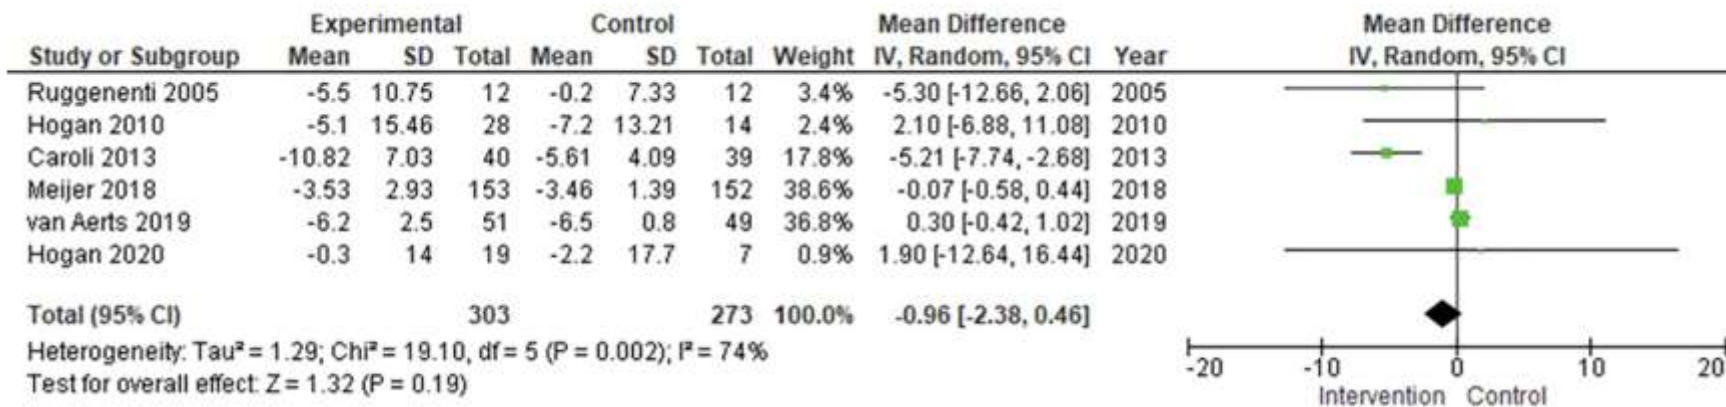 Experimental Control Mean Difference Mean Difference
Study or Subgroup Mean SD Total Mean SD Total Weight IV, Random, 95% CI Year IV, Random, 95% CI
Ruggenenti 2005 -5.5 10.75 12 -0.2 7.33 12 3.4% -5.30 [-12.66, 2.06] 2005
Hogan 2010 -5.1 15.46 28 -7.2 13.21 14 2.4% 2.10 [-6.88, 11.08] 2010
Caroli 2013 -10.82 7.03 40 -5.61 4.09 39 17.8% -5.21 [-7.74, -2.68] 2013
Meijer 2018 -3.53 2.93 153 -3.46 1.39 152 38.6% -0.07 [-0.58, 0.44] 2018
van Aerts 2019 -6.2 2.5 51 -6.5 0.8 49 36.8% 0.30 [-0.42, 1.02] 2019
Hogan 2020 -0.3 14 19 -2.2 17.7 7 0.9% 1.90 [-12.64, 16.44] 2020
Total (95% CI) 303 273 100.0% -0.96 [-2.38, 0.46]
Heterogeneity: Tau² = 1.29; Chi² = 19.10, df = 5 (P = 0.002); I² = 74%
Test for overall effect: Z = 1.32 (P = 0.19)
-20 -10 0 10 20
Intervention Control